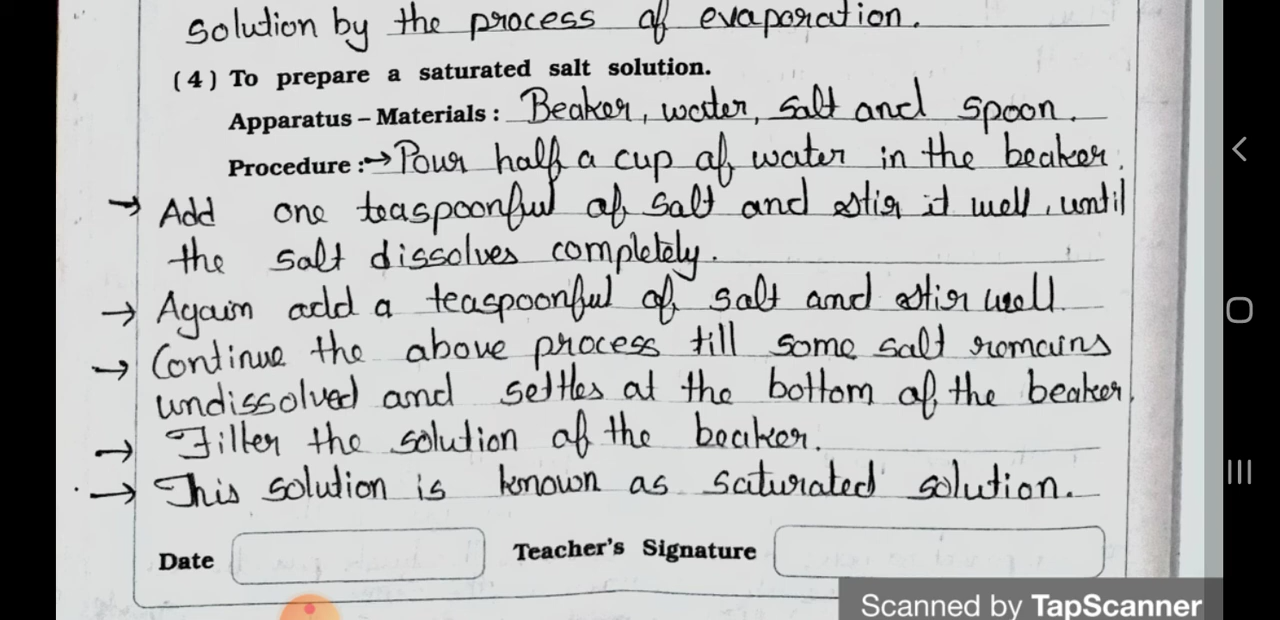 solution by the process of evaporation.
(4) To prepare a saturated salt solution.
Apparatus – Materials : Beaker, water, salt and spoon.
Procedure :→ Pour half a cup of water in the beaker.
→ Add one teaspoonful of salt and stir it well, until
the salt dissolves completely.
→ Again add a teaspoonful of salt and stir well.
→ Continue the above process till some salt remains
undissolved and settles at the bottom of the beaker.
→ Filter the solution of the beaker.
→ This solution is known as saturated solution.
Date Teacher's Signature
Scanned by TapScanner